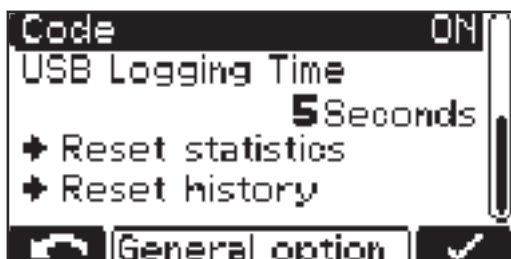 Code ON
USB Logging Time
5 Seconds
Reset statistics
Reset history
General option